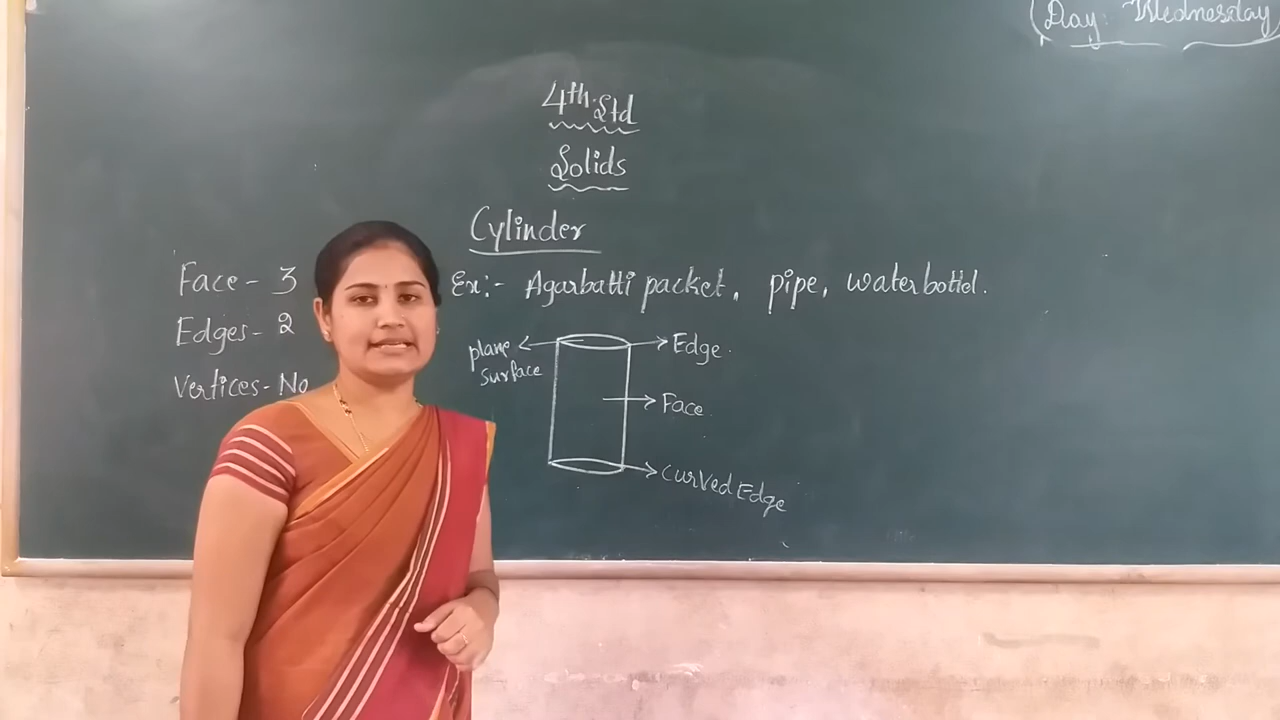 (Day: Wednesday
4th Std
Solids
Cylinder
Face - 3
Edges - 2
Vertices - No
Ex:- Agarbatti packet, pipe, water bottel.
plane surface
Edge.
Face.
Curved Edge